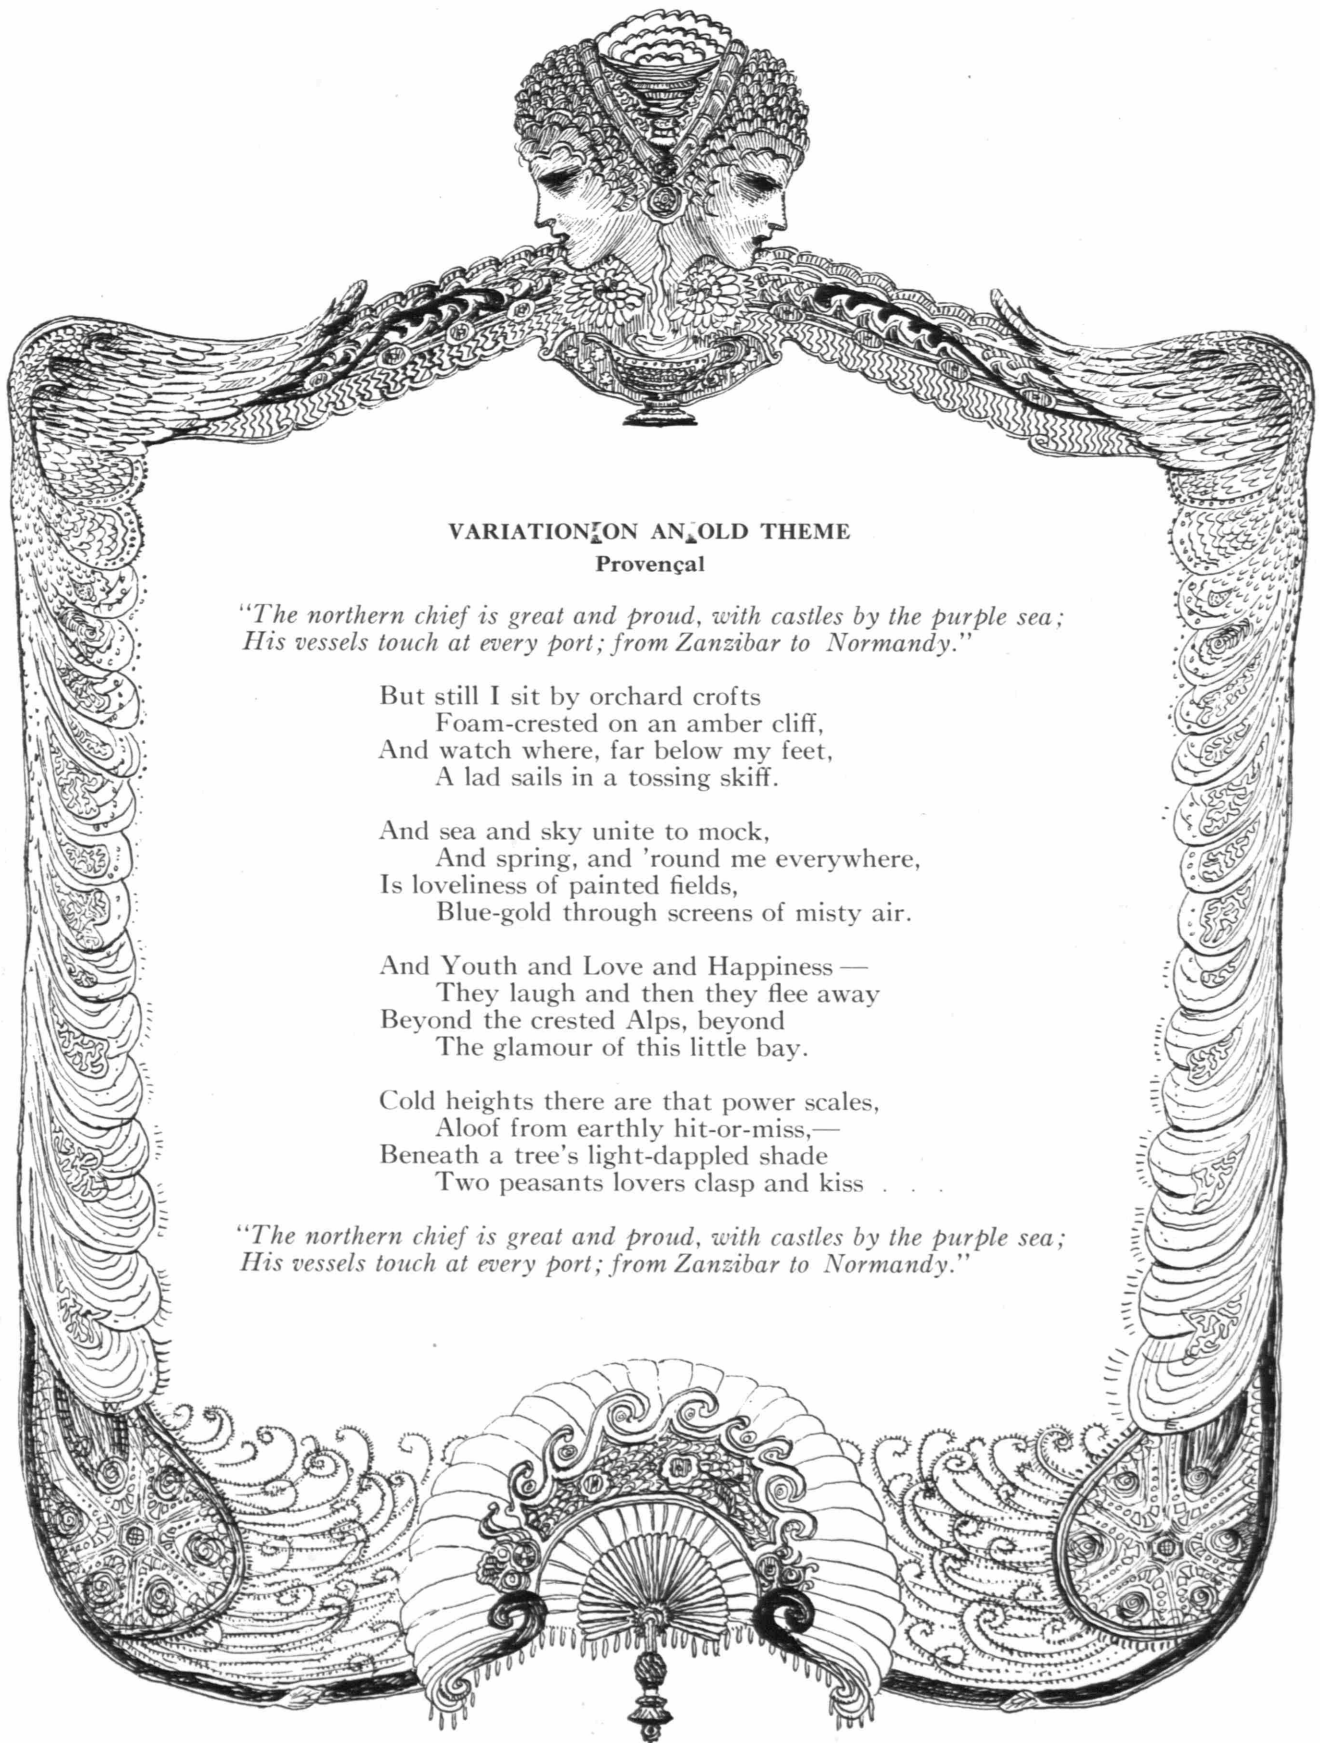 VARIATION ON AN OLD THEME
Provençal
“The northern chief is great and proud, with castles by the purple sea;
His vessels touch at every port; from Zanzibar to Normandy.”
But still I sit by orchard crofts
Foam-crested on an amber cliff,
And watch where, far below my feet,
A lad sails in a tossing skiff.
And sea and sky unite to mock,
And spring, and ’round me everywhere,
Is loveliness of painted fields,
Blue-gold through screens of misty air.
And Youth and Love and Happiness —
They laugh and then they flee away
Beyond the crested Alps, beyond
The glamour of this little bay.
Cold heights there are that power scales,
Aloof from earthly hit-or-miss,—
Beneath a tree's light-dappled shade
Two peasants lovers clasp and kiss . . .
“The northern chief is great and proud, with castles by the purple sea;
His vessels touch at every port; from Zanzibar to Normandy.”
W E